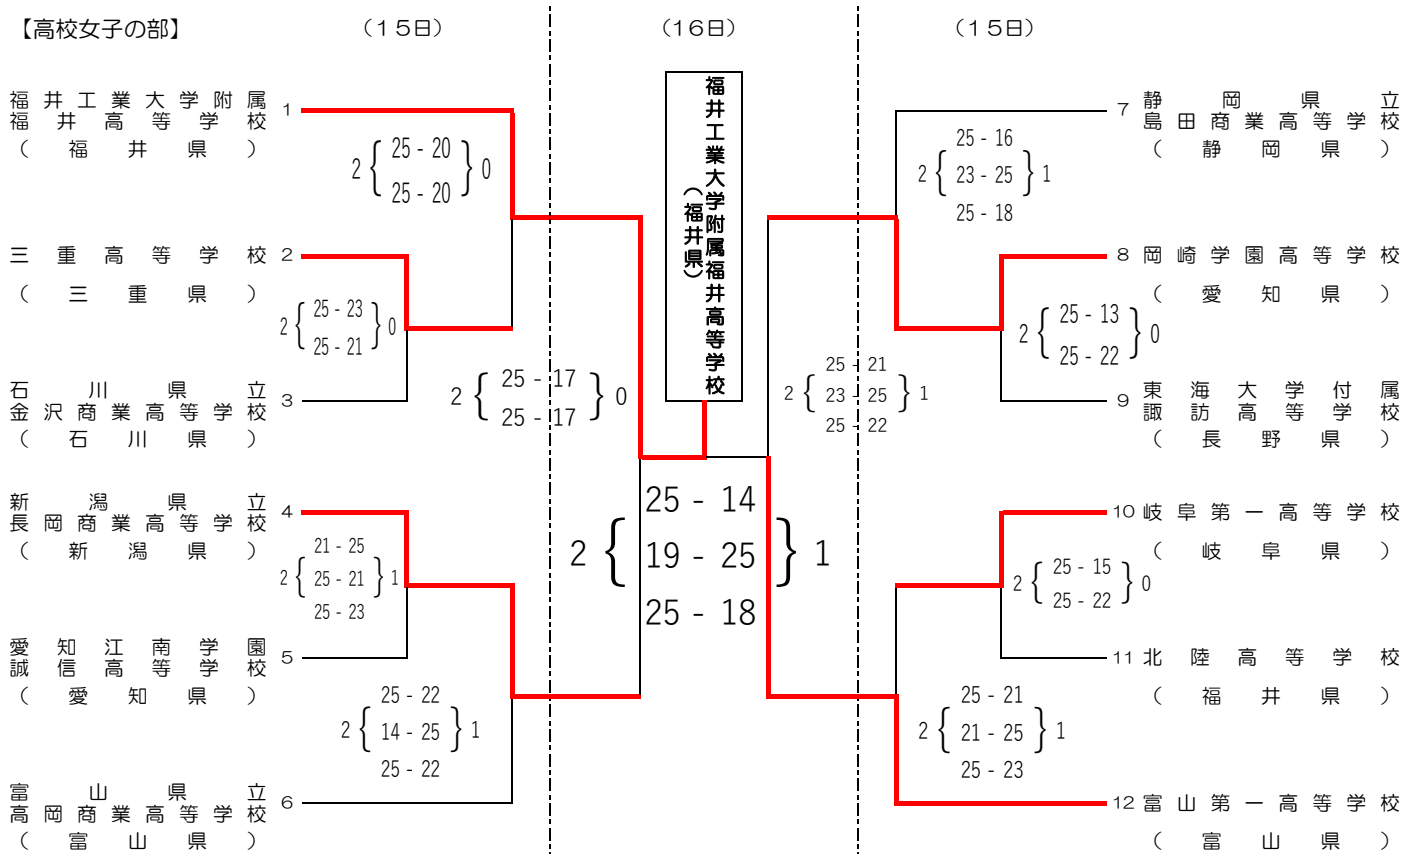 【高校女子の部】
（１５日）
（１６日）
（１５日）
福井工業大学附属
福井高等学校
（福井県）
1
2 { 25 - 20 } 0
25 - 20
三重高等学校
（三重県）
2
2 { 25 - 23 } 0
25 - 21
石川県立
金沢商業高等学校
（石川県）
3
2 { 25 - 17 } 0
25 - 17
新潟県立
長岡商業高等学校
（新潟県）
4
21 - 25
2 { 25 - 21 } 1
25 - 23
愛知江南学園
誠信高等学校
（愛知県）
5
25 - 22
2 { 14 - 25 } 1
25 - 22
富山県立
高岡商業高等学校
（富山県）
6
福井工業大学附属福井高等学校
（福井県）
25 - 14
2 { 19 - 25 } 1
25 - 18
25 - 21
2 { 23 - 25 } 1
25 - 22
7
静岡県立
島田商業高等学校
（静岡県）
25 - 16
2 { 23 - 25 } 1
25 - 18
8
岡崎学園高等学校
（愛知県）
2 { 25 - 13 } 0
25 - 22
9
東海大学付属
諏訪高等学校
（長野県）
10
岐阜第一高等学校
（岐阜県）
2 { 25 - 15 } 0
25 - 22
11
北陸高等学校
（福井県）
25 - 21
2 { 21 - 25 } 1
25 - 23
12
富山第一高等学校
（富山県）